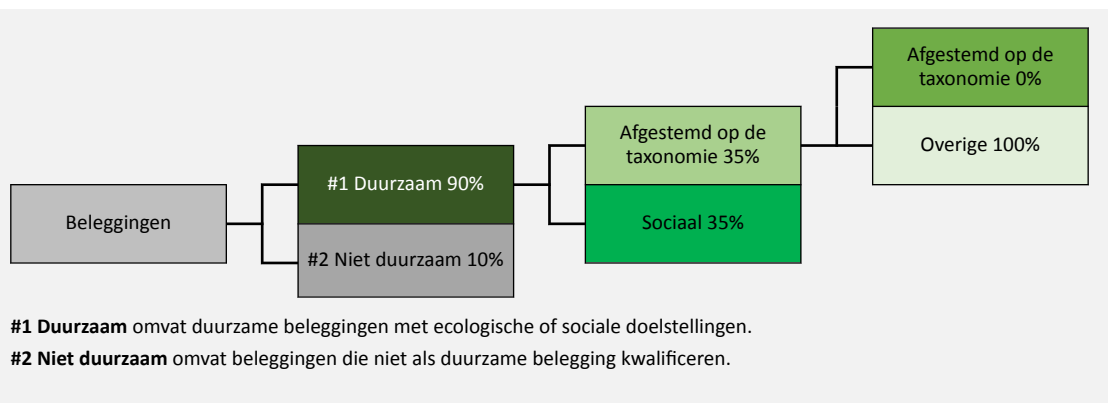 Afgestemd op de
taxonomie 0%
Afgestemd op de
taxonomie 35%
Overige 100%
#1 Duurzaam 90%
Beleggingen
Sociaal 35%
#2 Niet duurzaam 10%
#1 Duurzaam omvat duurzame beleggingen met ecologische of sociale doelstellingen.
#2 Niet duurzaam omvat beleggingen die niet als duurzame belegging kwalificeren.